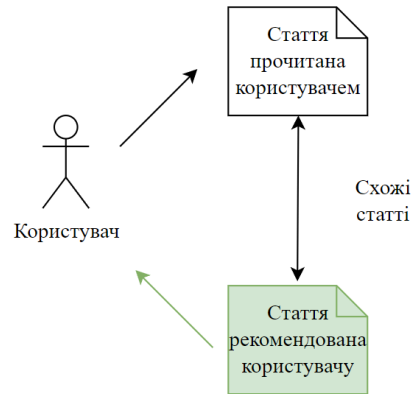 Стаття
прочитана
користувачем
Користувач
Схожі
статті
Стаття
рекомендована
користувачу